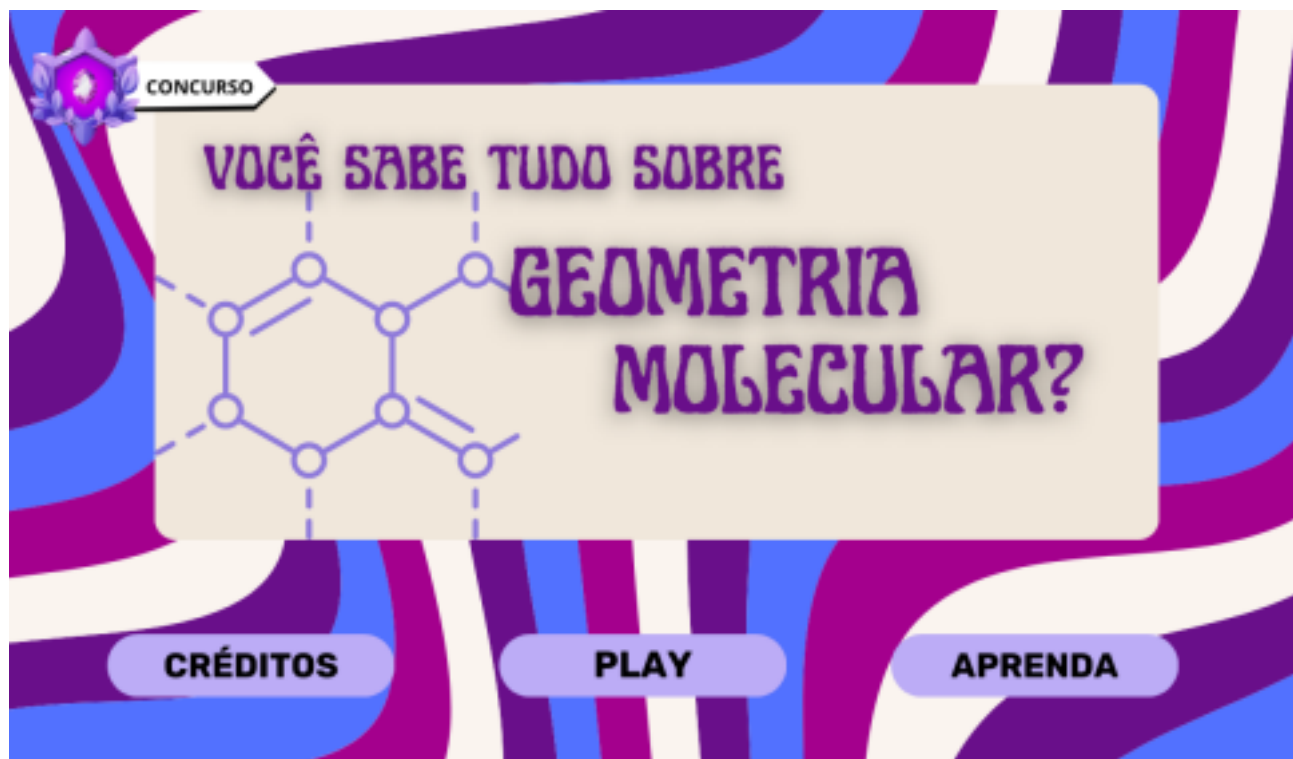 CONCURSO
VOCÊ SABE TUDO SOBRE
GEOMETRIA
MOLECULAR?
CRÉDITOS
PLAY
APRENDA